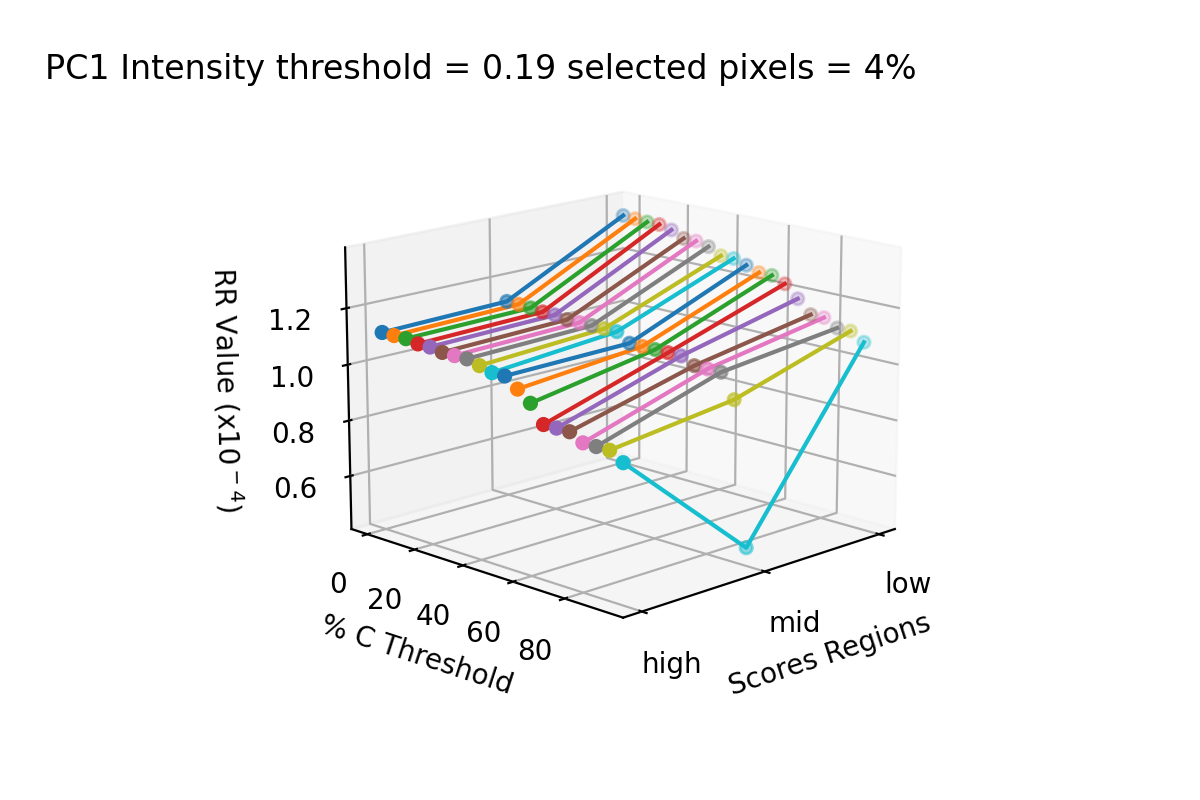 PC1 Intensity threshold = 0.19 selected pixels = 4%
RR Value (x10⁻⁴)
1.2
1.0
0.8
0.6
0
20
40
60
80
% C Threshold
high
mid
low
Scores Regions